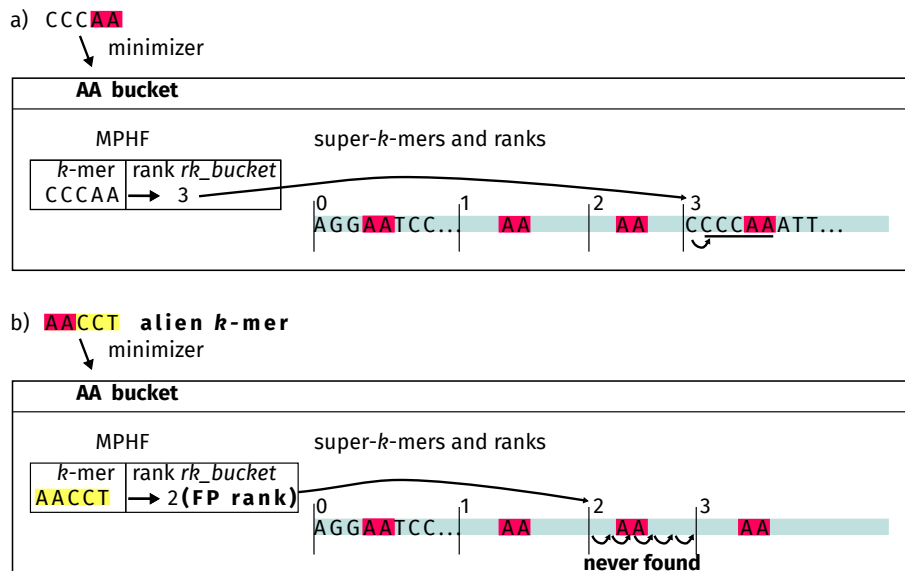 a) CCCAA
minimizer
AA bucket
MPHF super-k-mers and ranks
k-mer rank rk_bucket
CCCAA 3
0 1 2 3
AGGAATCC... AA AA CCCCAAATT...
b) AACCT alien k-mer
minimizer
AA bucket
MPHF super-k-mers and ranks
k-mer rank rk_bucket
AACCT 2(FP rank)
2 3
0 1
AGGAATCC... AA AA AA
never found